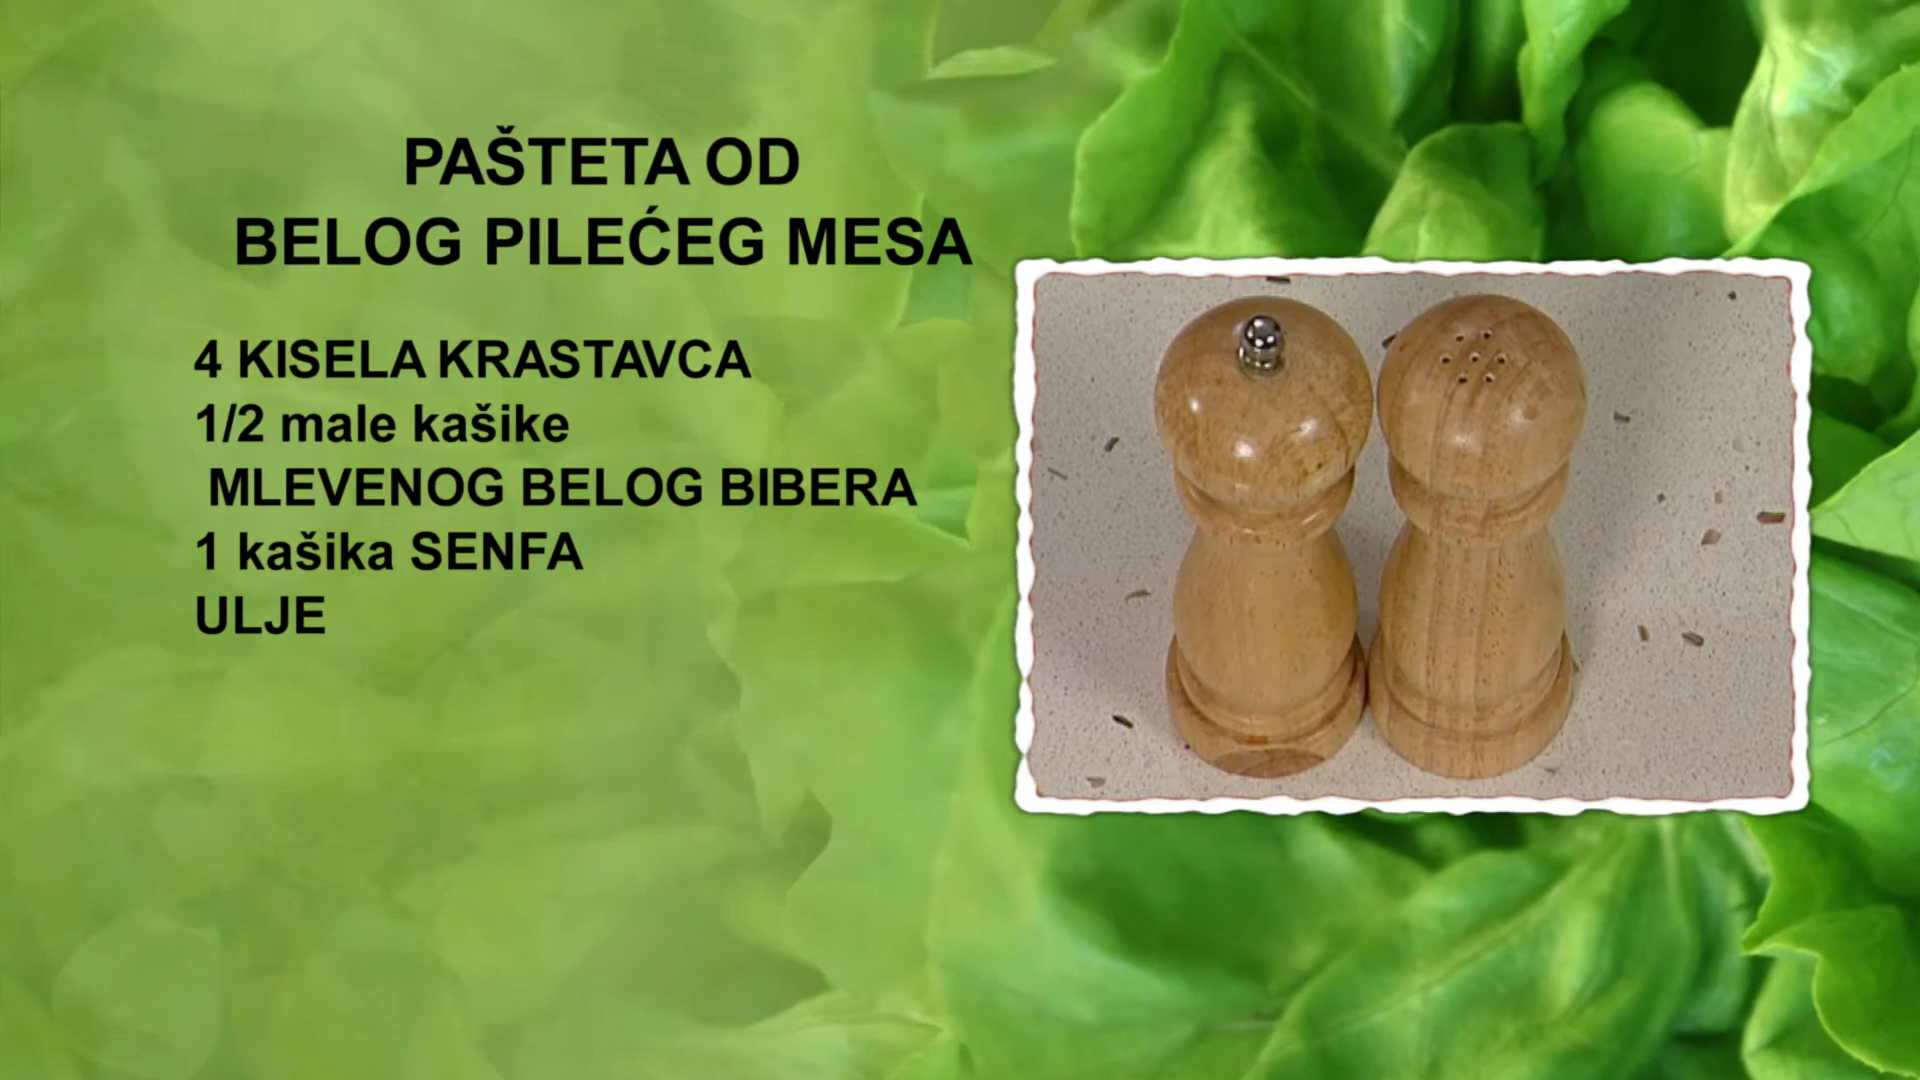 PAŠTETA OD
BELOG PILEĆEG MESA
4 KISELA KRASTAVCA
1/2 male kašike
MLEVENOG BELOG BIBERA
1 kašika SENFA
ULJE